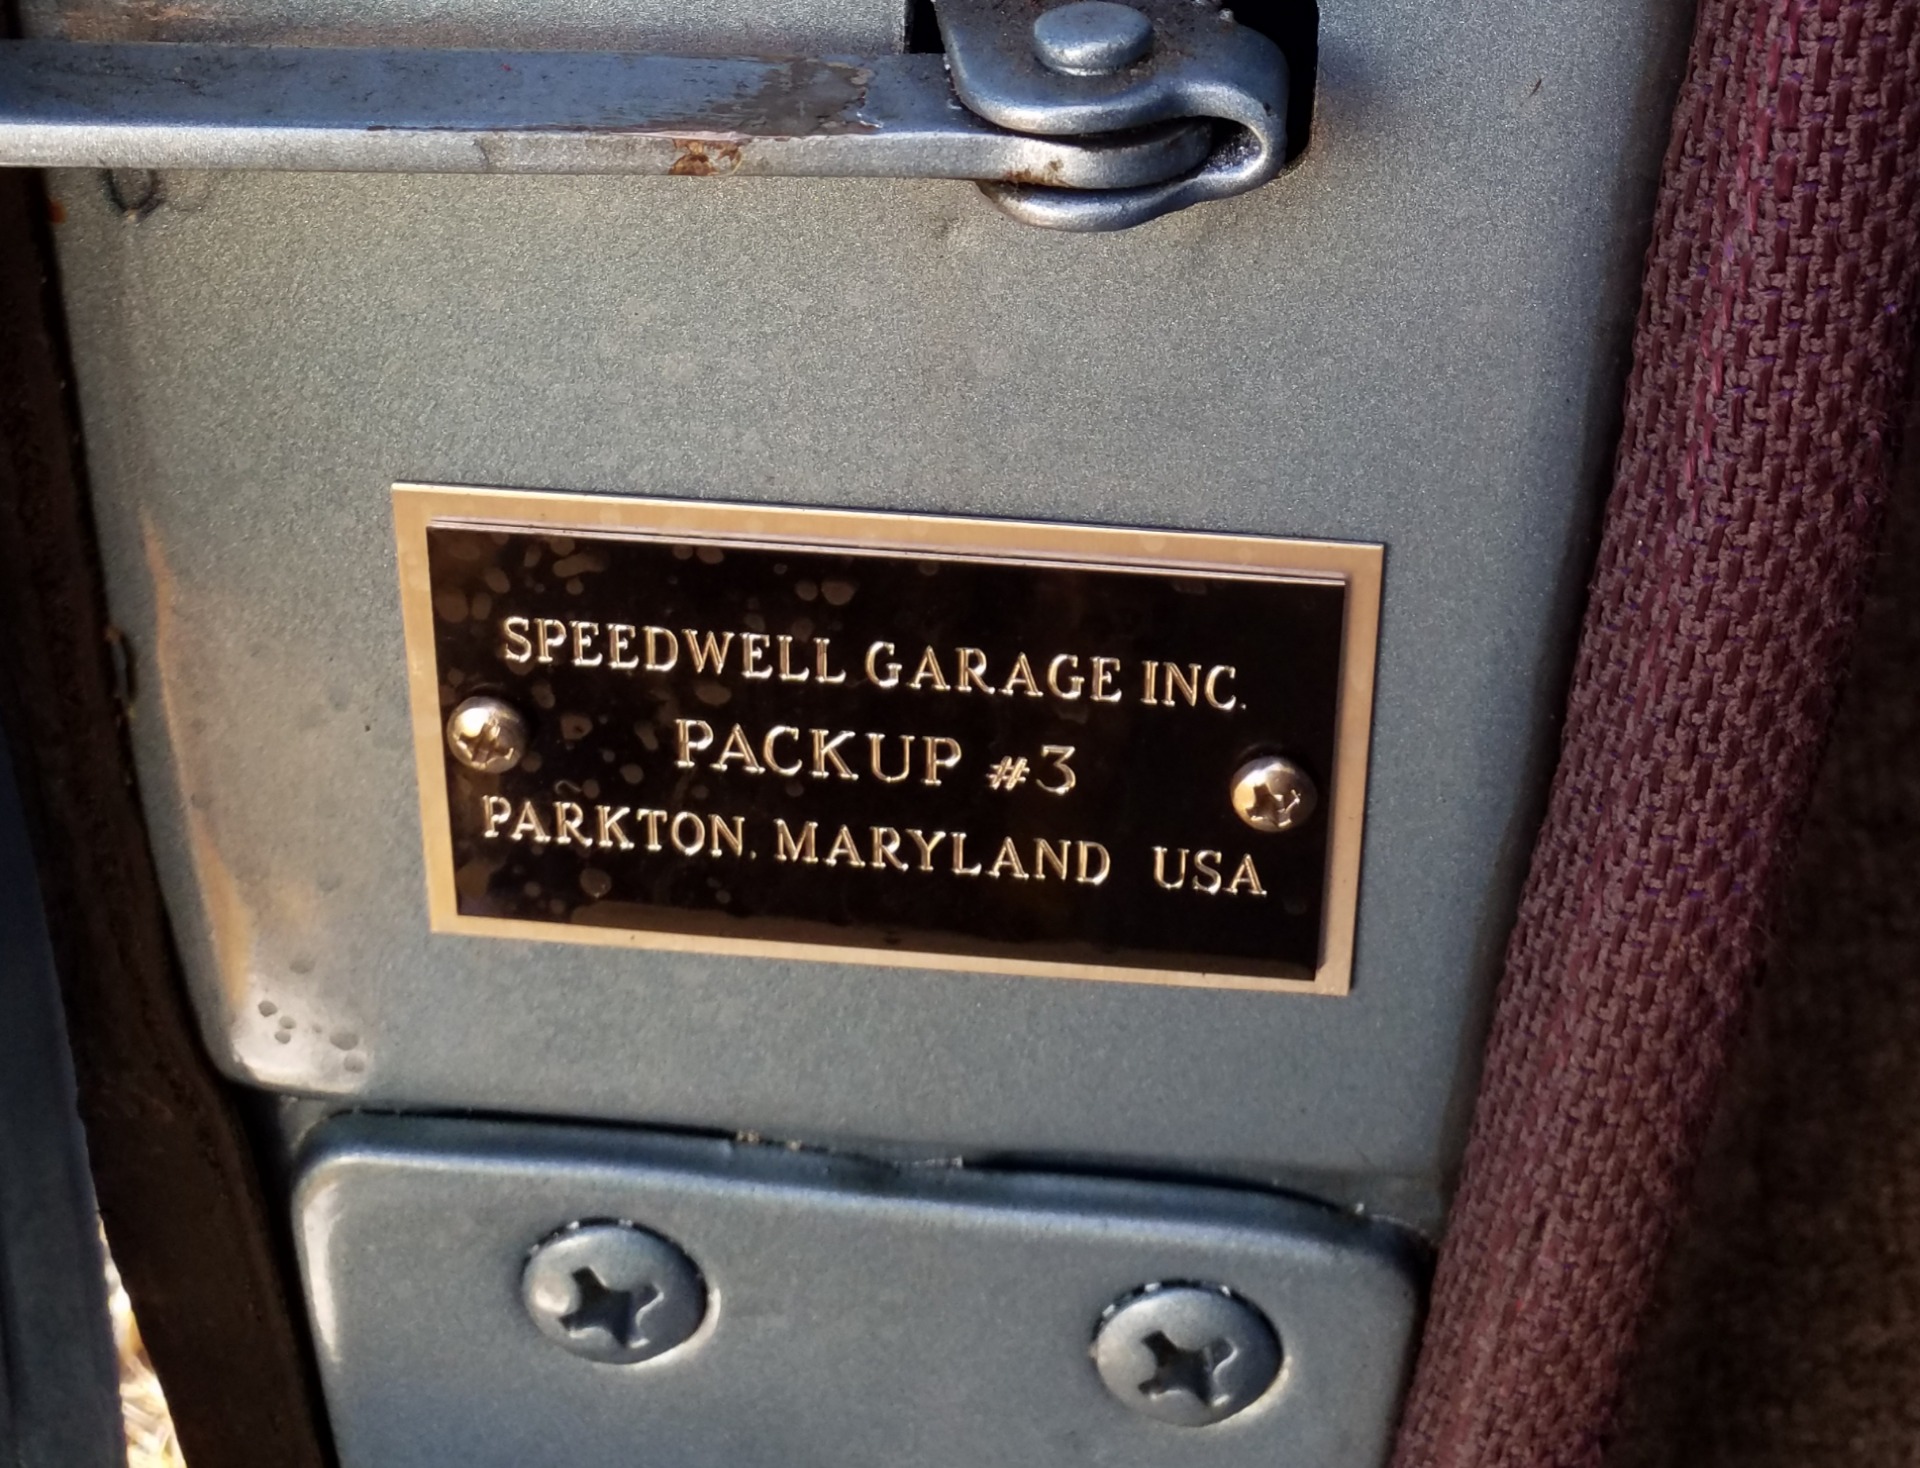 SPEEDWELL GARAGE INC.
PACKUP #3
PARKTON, MARYLAND USA